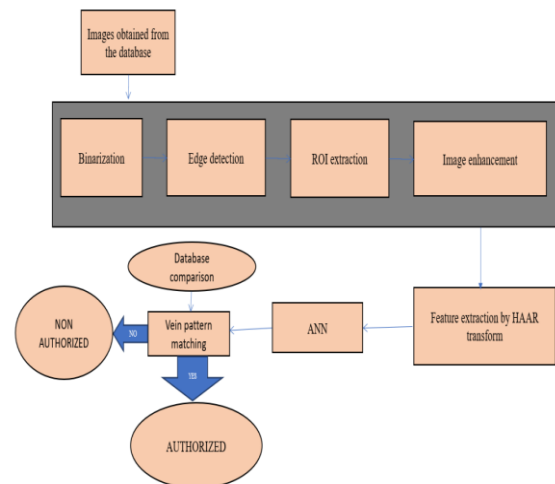 Images obtained from
the database
Binarization
Edge detection
ROI extraction
Image enhancement
Database
comparison
NON
AUTHORIZED
NO
Vein pattern
matching
ANN
Feature extraction by HAAR
transform
YES
AUTHORIZED